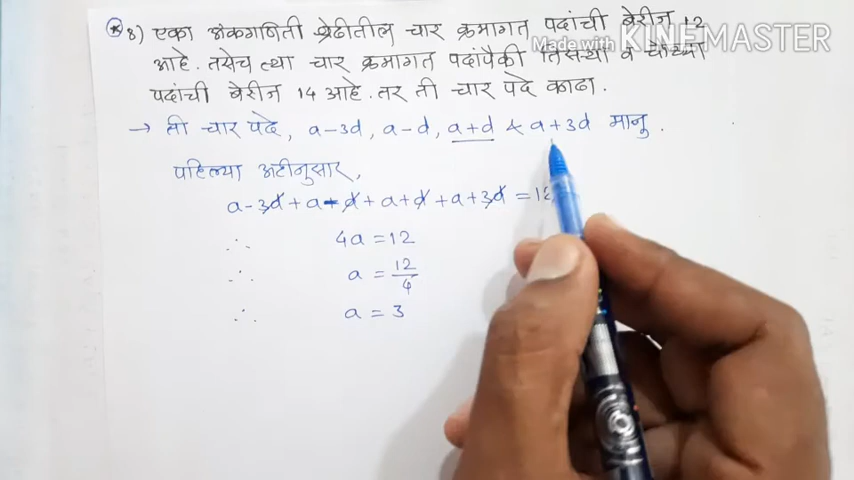 ४) एका अंकगणिती श्रेढीतील चार क्रमागत पदांची बेरीज 12
Made with KINEMASTER
आहे. तसेच त्या चार क्रमागत पदांपैकी तिसऱ्या व चौथ्या
पदांची बेरीज 14 आहे. तर ती चार पदे काढा.
→ ती चार पदे, a-3d, a-d, a+d & a+3d मानु.
पहिल्या अटीनुसार,
a-3d + a-d + a+d + a+3d = 12
∴ 4a = 12
∴ a = 12/4
∴ a = 3